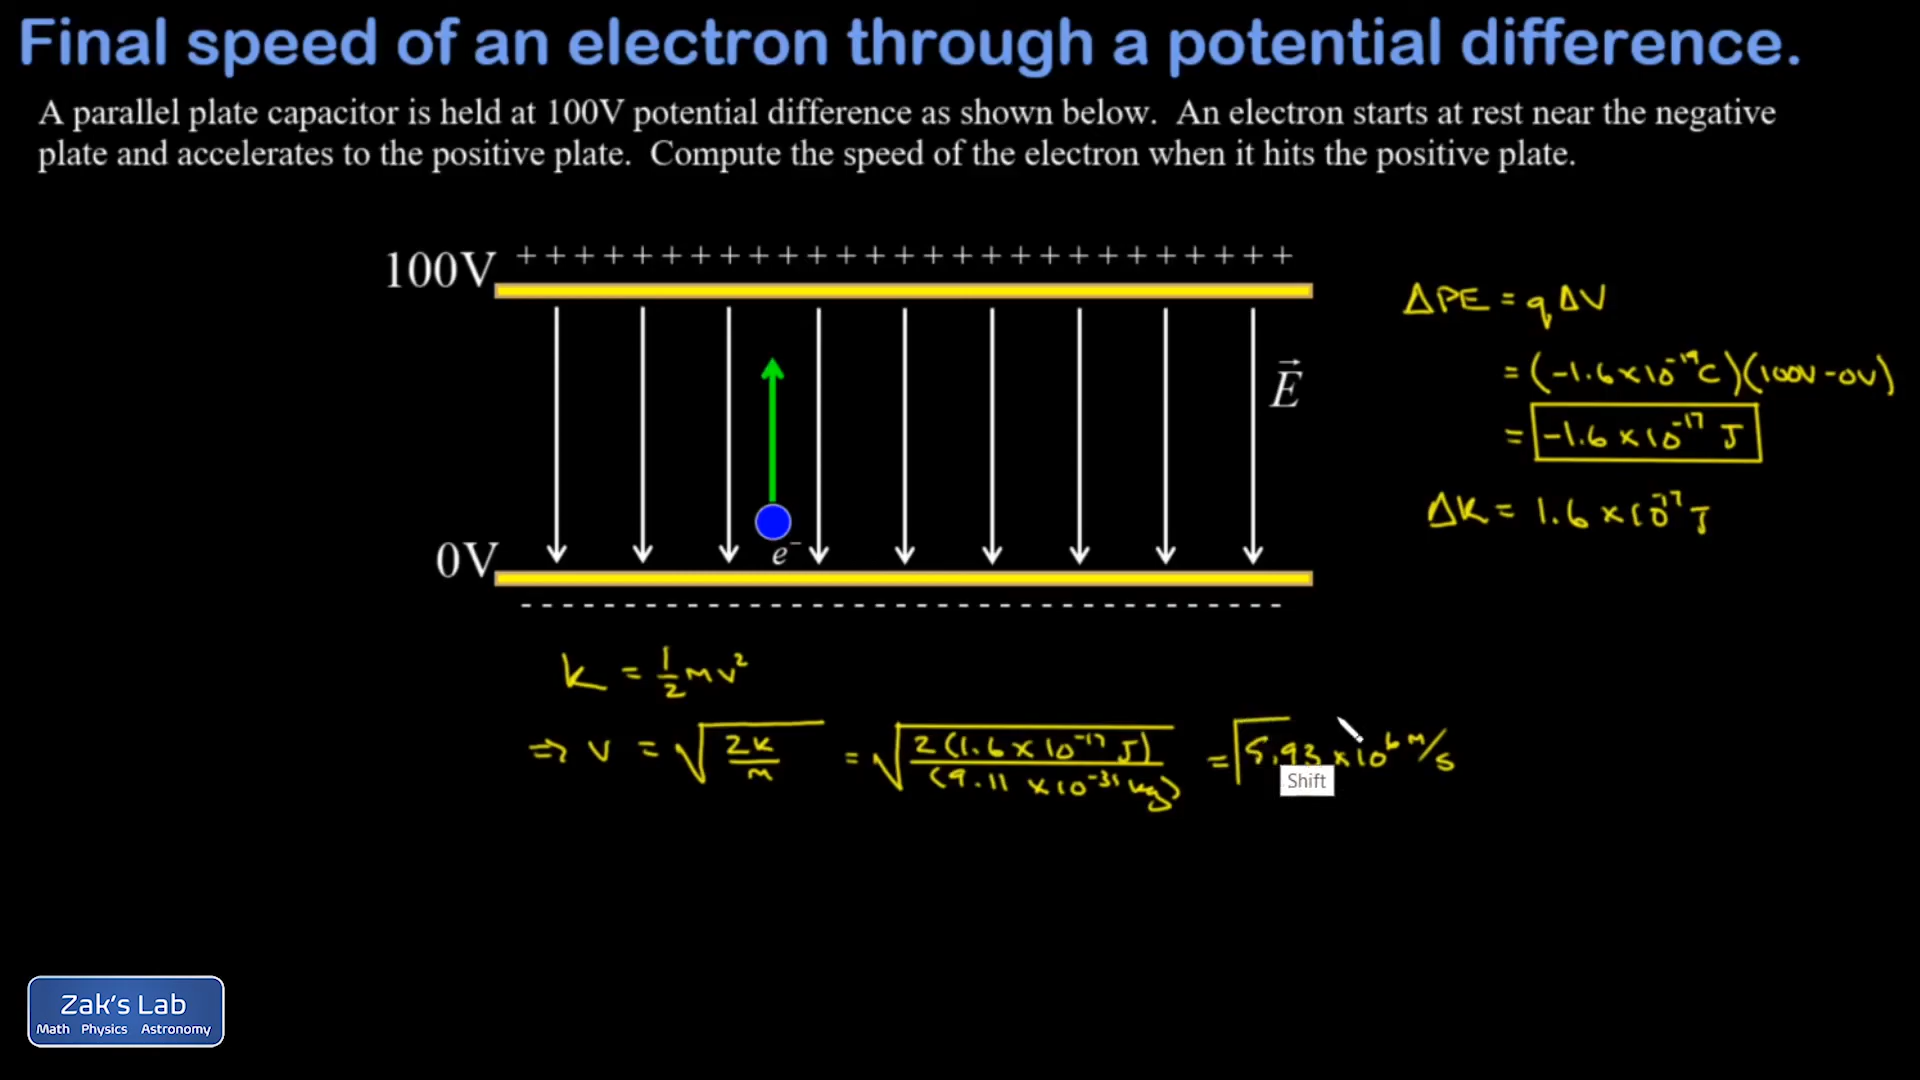 Final speed of an electron through a potential difference.
A parallel plate capacitor is held at 100V potential difference as shown below. An electron starts at rest near the negative
plate and accelerates to the positive plate. Compute the speed of the electron when it hits the positive plate.
+ + + + + + + + + + + + + + + + + + + + + + + + + + +
100V
ΔPE = qΔV
= (-1.6×10⁻¹⁹C)(100V-0V)
E⃗
= -1.6×10⁻¹⁷ J
ΔK = 1.6×10⁻¹⁷ J
e⁻
0V
- - - - - - - - - - - - - - - - - - - - - - - - - - - - - - - - - - - - -
K = 1/2 mv²
⇒ v = √(2K/m) = √(2(1.6×10⁻¹⁷ J)/(9.11×10⁻³¹ kg)) = 5.93×10⁶ m/s
Shift
Zak's Lab
Math Physics Astronomy